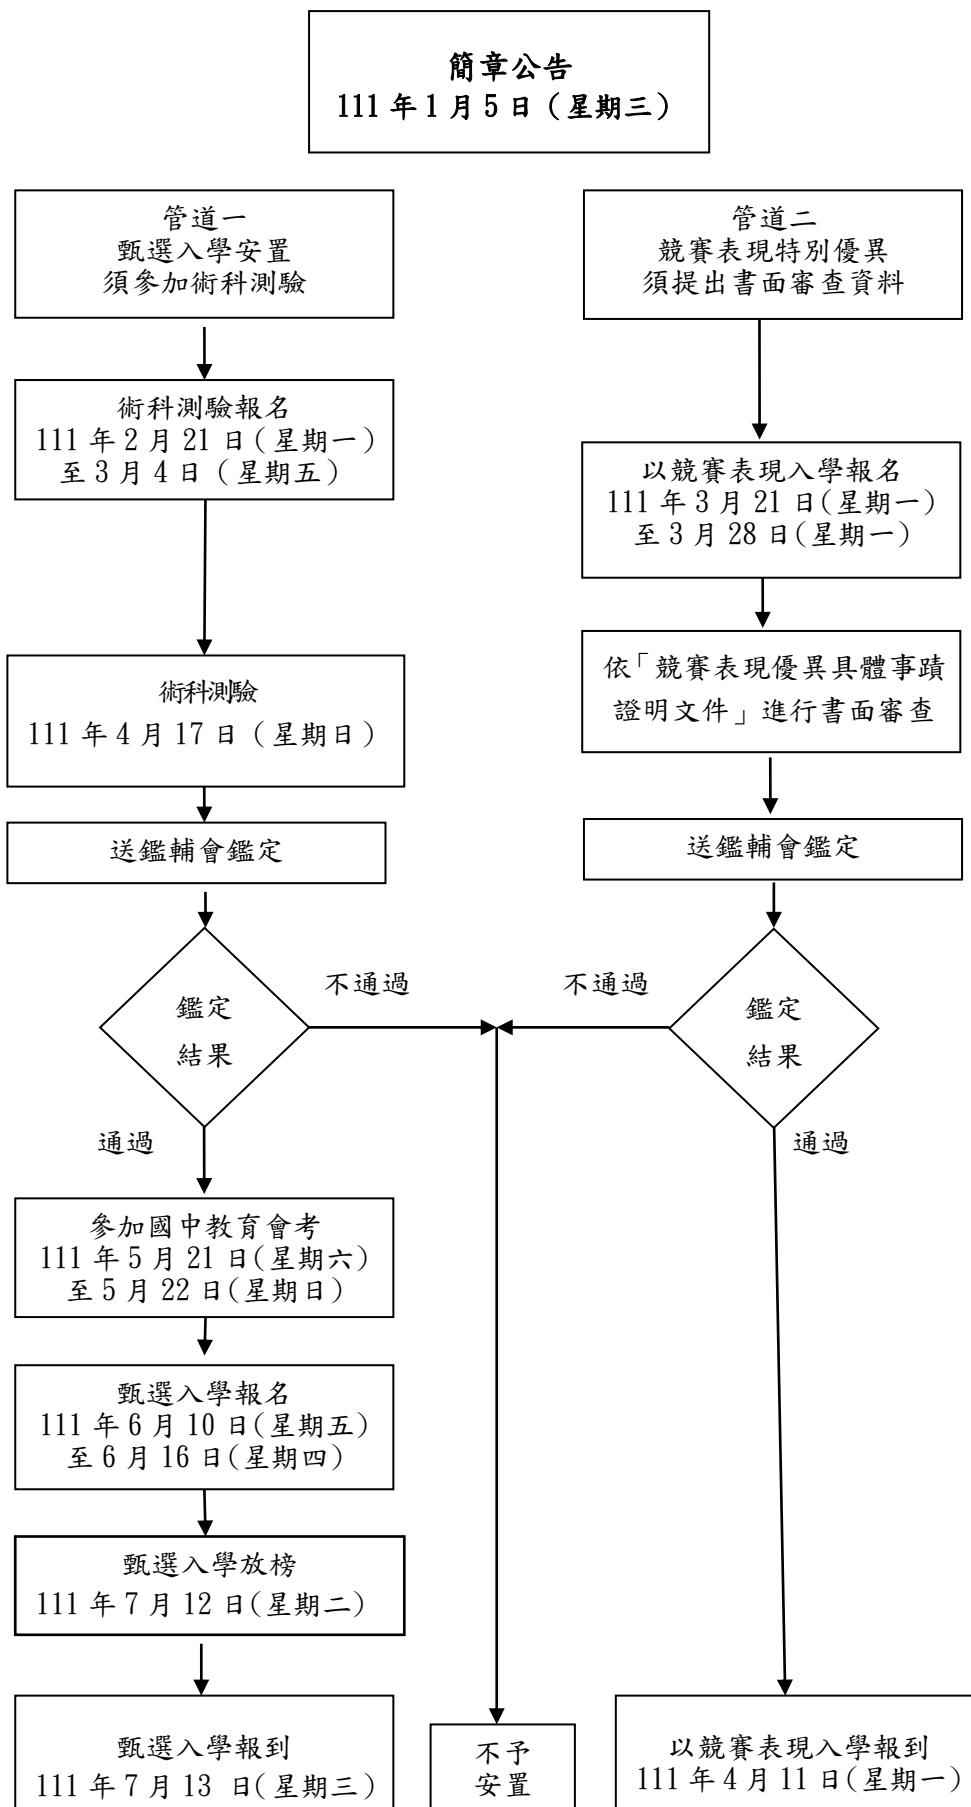 簡章公告
111 年 1 月 5 日（星期三）
管道一
甄選入學安置
須參加術科測驗
管道二
競賽表現特別優異
須提出書面審查資料
術科測驗報名
111 年 2 月 21 日(星期一)
至 3 月 4 日（星期五）
以競賽表現入學報名
111 年 3 月 21 日(星期一)
至 3 月 28 日(星期一)
依「競賽表現優異具體事蹟
證明文件」進行書面審查
術科測驗
111 年 4 月 17 日（星期日）
送鑑輔會鑑定
送鑑輔會鑑定
鑑定
結果
不通過
不通過
鑑定
結果
通過
通過
參加國中教育會考
111 年 5 月 21 日(星期六)
至 5 月 22 日(星期日)
甄選入學報名
111 年 6 月 10 日(星期五)
至 6 月 16 日(星期四)
甄選入學放榜
111 年 7 月 12 日(星期二)
甄選入學報到
111 年 7 月 13 日(星期三)
不予
安置
以競賽表現入學報到
111 年 4 月 11 日(星期一)